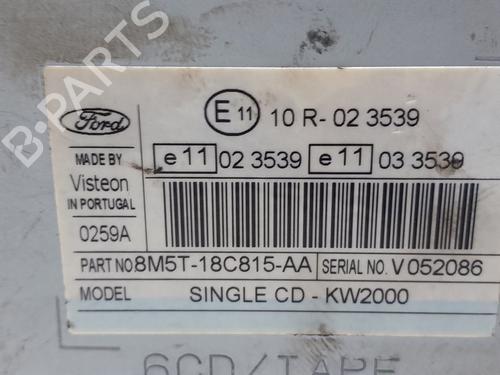 B-PARTS
Ford
E 11 10 R - 02 3539
MADE BY
Visteon
IN PORTUGAL
e 11 02 3539 e 11 03 3539
0259A
PART NO. 8M5T-18C815-AA SERIAL NO. V 052086
MODEL SINGLE CD - KW2000
6CD/TAPE